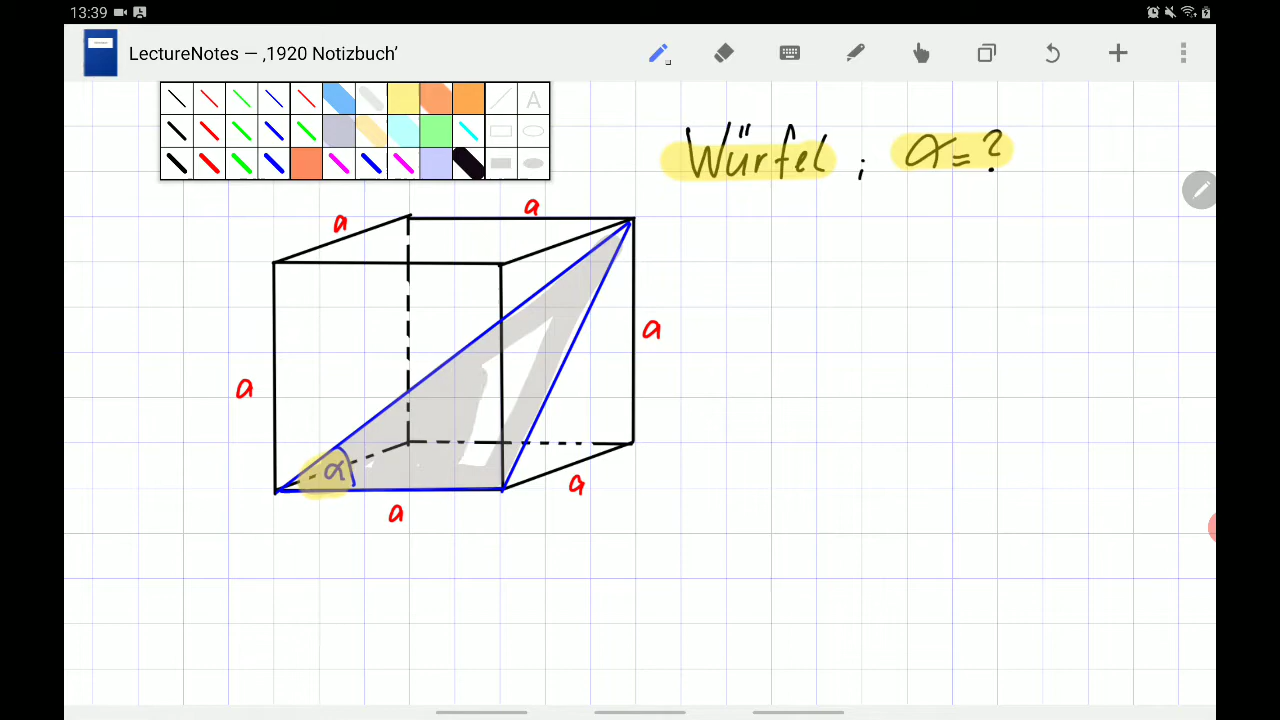 13:39
LectureNotes — ‚1920 Notizbuch’
A
Würfel ; α = ?
a
a
a
a
α
a
a